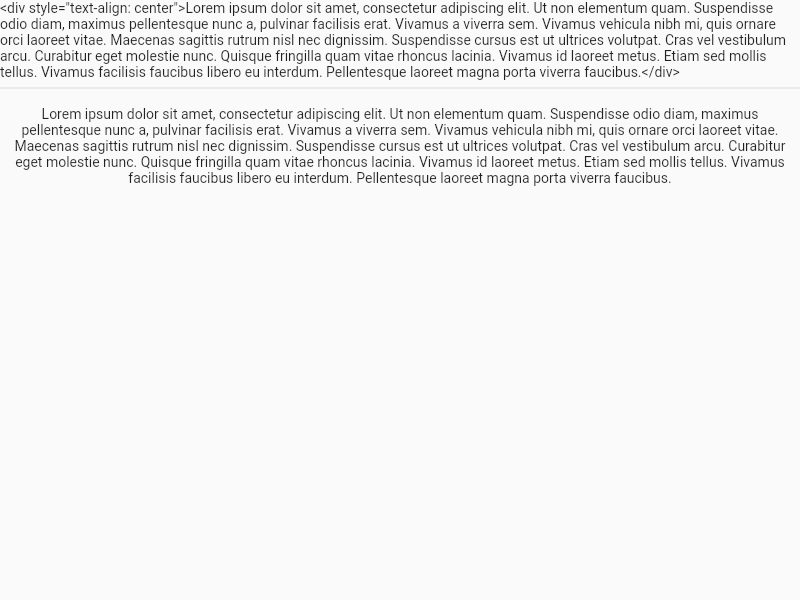 <div style="text-align: center">Lorem ipsum dolor sit amet, consectetur adipiscing elit. Ut non elementum quam. Suspendisse
odio diam, maximus pellentesque nunc a, pulvinar facilisis erat. Vivamus a viverra sem. Vivamus vehicula nibh mi, quis ornare
orci laoreet vitae. Maecenas sagittis rutrum nisl nec dignissim. Suspendisse cursus est ut ultrices volutpat. Cras vel vestibulum
arcu. Curabitur eget molestie nunc. Quisque fringilla quam vitae rhoncus lacinia. Vivamus id laoreet metus. Etiam sed mollis
tellus. Vivamus facilisis faucibus libero eu interdum. Pellentesque laoreet magna porta viverra faucibus.</div>
Lorem ipsum dolor sit amet, consectetur adipiscing elit. Ut non elementum quam. Suspendisse odio diam, maximus
pellentesque nunc a, pulvinar facilisis erat. Vivamus a viverra sem. Vivamus vehicula nibh mi, quis ornare orci laoreet vitae.
Maecenas sagittis rutrum nisl nec dignissim. Suspendisse cursus est ut ultrices volutpat. Cras vel vestibulum arcu. Curabitur
eget molestie nunc. Quisque fringilla quam vitae rhoncus lacinia. Vivamus id laoreet metus. Etiam sed mollis tellus. Vivamus
facilisis faucibus libero eu interdum. Pellentesque laoreet magna porta viverra faucibus.